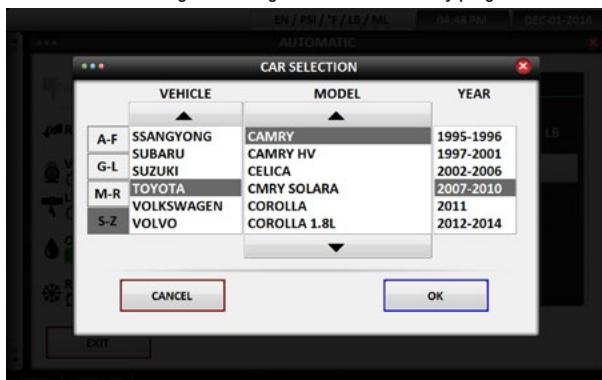 EN / PSI / °F / LB / ML 04:48 PM DEC-01-2016
AUTOMATIC
CAR SELECTION
VEHICLE MODEL YEAR
A-F
G-L
M-R
S-Z
SSANGYONG
SUBARU
SUZUKI
TOYOTA
VOLKSWAGEN
VOLVO
CAMRY
CAMRY HV
CELICA
CMRY SOLARA
COROLLA
COROLLA 1.8L
1995-1996
1997-2001
2002-2006
2007-2010
2011
2012-2014
LB
CANCEL OK
EXIT